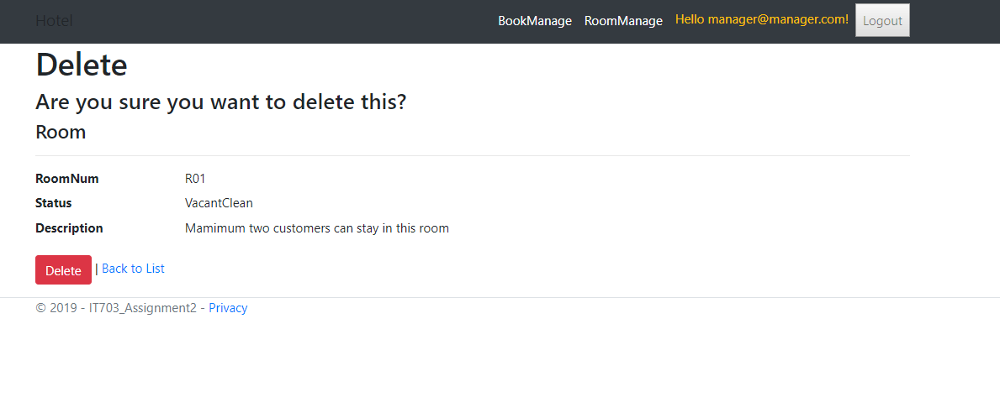 Hotel BookManage RoomManage Hello manager@manager.com! Logout
Delete
Are you sure you want to delete this?
Room
RoomNum R01
Status VacantClean
Description Mamimum two customers can stay in this room
Delete | Back to List
© 2019 - IT703_Assignment2 - Privacy